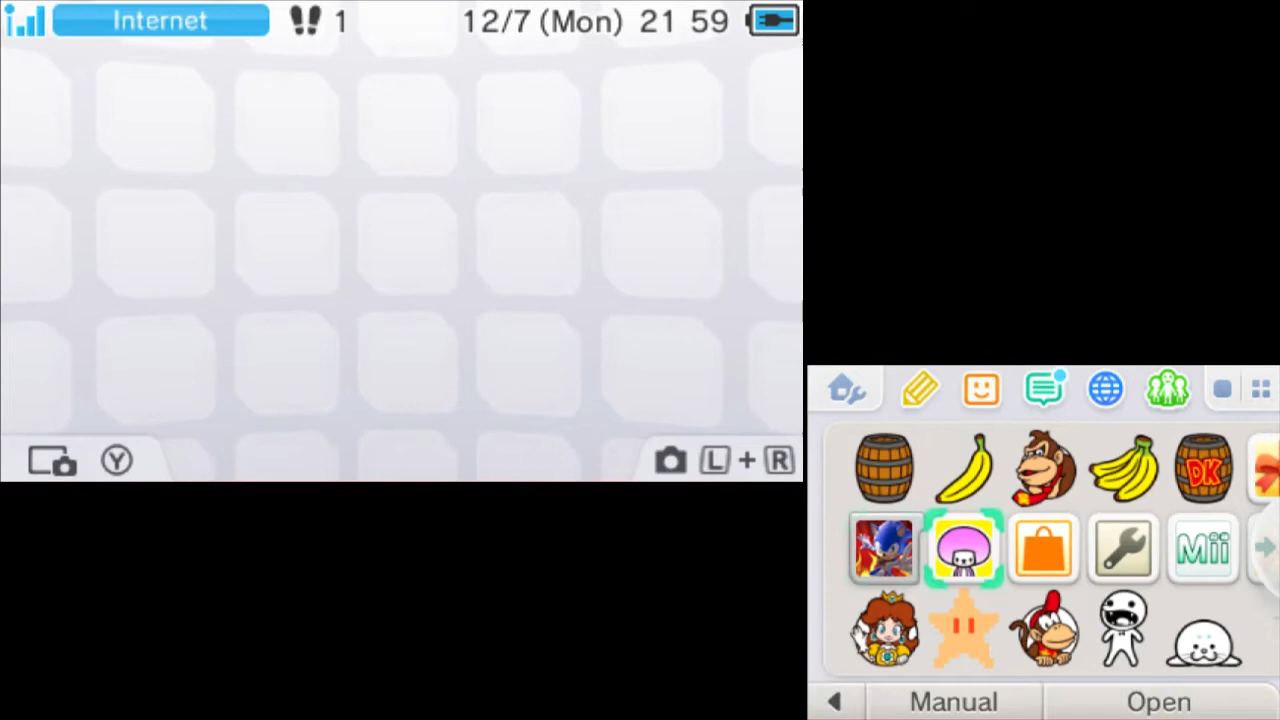 Internet 1 12/7 (Mon) 21 59
Y
L + R
DK
Mii
Manual Open